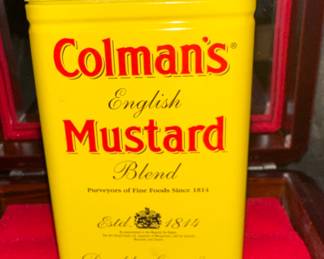 Colman's®
English
Mustard
Blend
Purveyors of Fine Foods Since 1814
Estd. 1814